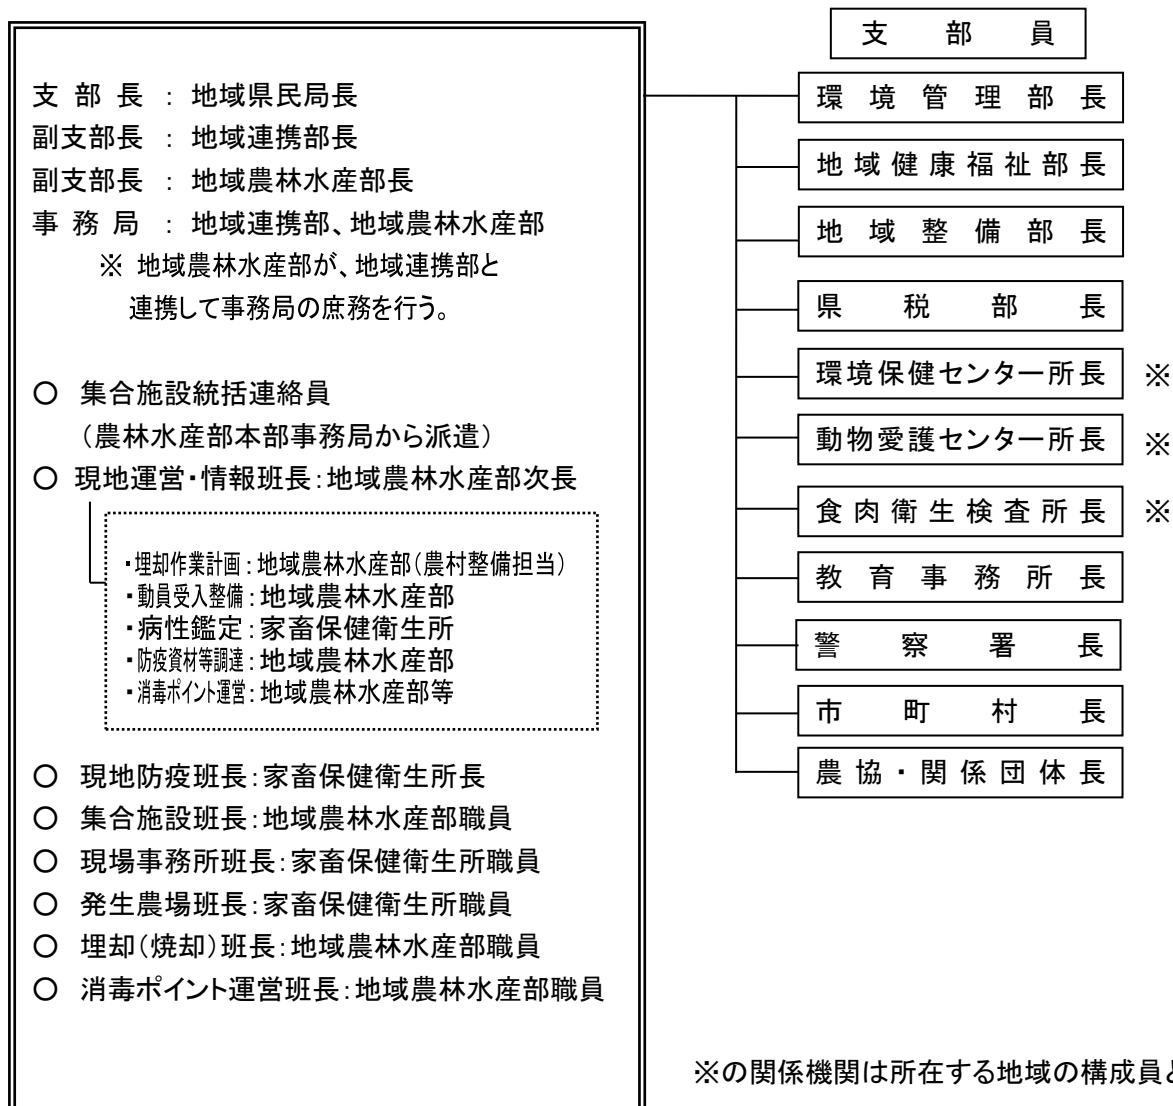 支部長 : 地域県民局長
副支部長 : 地域連携部長
副支部長 : 地域農林水産部長
事務局 : 地域連携部、地域農林水産部
※ 地域農林水産部が、地域連携部と
連携して事務局の庶務を行う。
○ 集合施設統括連絡員
（農林水産部本部事務局から派遣）
○ 現地運営・情報班長：地域農林水産部次長
・埋却作業計画：地域農林水産部（農村整備担当）
・動員受入整備：地域農林水産部
・病性鑑定：家畜保健衛生所
・防疫資材等調達：地域農林水産部
・消毒ポイント運営：地域農林水産部等
○ 現地防疫班長：家畜保健衛生所長
○ 集合施設班長：地域農林水産部職員
○ 現場事務所班長：家畜保健衛生所職員
○ 発生農場班長：家畜保健衛生所職員
○ 埋却（焼却）班長：地域農林水産部職員
○ 消毒ポイント運営班長：地域農林水産部職員
支部員
環境管理部長
地域健康福祉部長
地域整備部長
県税部長
環境保健センター所長 ※
動物愛護センター所長 ※
食肉衛生検査所長 ※
教育事務所長
警察署長
市町村長
農協・関係団体長
※の関係機関は所在する地域の構成員と